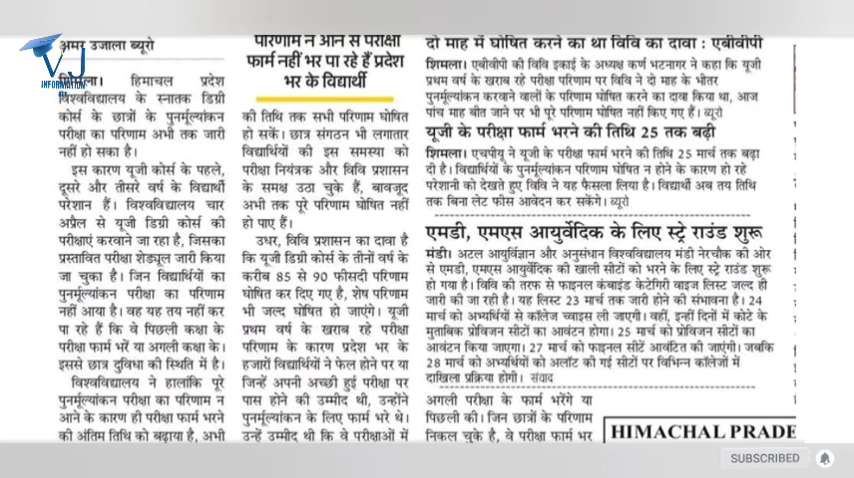 VJ
INFORMATION
अमर उजाला ब्यूरो
शिमला। हिमाचल प्रदेश
विश्वविद्यालय के स्नातक डिग्री
कोर्स के छात्रों के पुनर्मूल्यांकन
परीक्षा का परिणाम अभी तक जारी
नहीं हो सका है।
इस कारण यूजी कोर्स के पहले,
दूसरे और तीसरे वर्ष के विद्यार्थी
परेशान हैं। विश्वविद्यालय चार
अप्रैल से यूजी डिग्री कोर्स की
परीक्षाएं करवाने जा रहा है, जिसका
प्रस्तावित परीक्षा शेड्यूल जारी किया
जा चुका है। जिन विद्यार्थियों का
पुनर्मूल्यांकन परीक्षा का परिणाम
नहीं आया है। वह यह तय नहीं कर
पा रहे हैं कि वे पिछली कक्षा के
परीक्षा फार्म भरें या अगली कक्षा के।
इससे छात्र दुविधा की स्थिति में है।
विश्वविद्यालय ने हालांकि पूरे
पुनर्मूल्यांकन परीक्षा का परिणाम न
आने के कारण ही परीक्षा फार्म भरने
की अंतिम तिथि को बढ़ाया है, अभी
परिणाम न आने से परीक्षा
फार्म नहीं भर पा रहे हैं प्रदेश
भर के विद्यार्थी
की तिथि तक सभी परिणाम घोषित
हो सकें। छात्र संगठन भी लगातार
विद्यार्थियों की इस समस्या को
परीक्षा नियंत्रक और विवि प्रशासन
के समक्ष उठा चुके हैं, बावजूद
अभी तक पूरे परिणाम घोषित नहीं
हो पाए हैं।
उधर, विवि प्रशासन का दावा है
कि यूजी डिग्री कोर्स के तीनों वर्ष के
करीब 85 से 90 फीसदी परिणाम
घोषित कर दिए गए है, शेष परिणाम
भी जल्द घोषित हो जाएंगे। यूजी
प्रथम वर्ष के खराब रहे परीक्षा
परिणाम के कारण प्रदेश भर के
हजारों विद्यार्थियों ने फेल होने पर या
जिन्हें अपनी अच्छी हुई परीक्षा पर
पास होने की उम्मीद थी, उन्होंने
पुनर्मूल्यांकन के लिए फार्म भरे थे।
उन्हें उम्मीद थी कि वे परीक्षाओं में
दो माह में घोषित करने का था विवि का दावा : एबीवीपी
शिमला। एबीवीपी की विवि इकाई के अध्यक्ष कर्ण भटनागर ने कहा कि यूजी
प्रथम वर्ष के खराब रहे परीक्षा परिणाम पर विवि ने दो माह के भीतर
पुनर्मूल्यांकन करवाने वालों के परिणाम घोषित करने का दावा किया था, आज
पांच माह बीत जाने पर भी पूरे परिणाम घोषित नहीं किए गए हैं। ब्यूरो
यूजी के परीक्षा फार्म भरने की तिथि 25 तक बढ़ी
शिमला। एचपीयू ने यूजी के परीक्षा फार्म भरने की तिथि 25 मार्च तक बढ़ा
दी है। विद्यार्थियों के पुनर्मूल्यांकन परिणाम घोषित न होने के कारण हो रहे
परेशानी को देखते हुए विवि ने यह फैसला लिया है। विद्यार्थी अब तय तिथि
तक बिना लेट फीस आवेदन कर सकेंगे। ब्यूरो
एमडी, एमएस आयुर्वेदिक के लिए स्ट्रे राउंड शुरू
मंडी। अटल आयुर्विज्ञान और अनुसंधान विश्वविद्यालय मंडी नेरचौक की ओर
से एमडी, एमएस आयुर्वेदिक की खाली सीटों को भरने के लिए स्ट्रे राउंड शुरू
हो गया है। विवि की तरफ से फाइनल कंबाइंड केटेगिरी वाइज लिस्ट जल्द ही
जारी की जा रही है। यह लिस्ट 23 मार्च तक जारी होने की संभावना है। 24
मार्च को अभ्यर्थियों से कॉलेज च्वाइस ली जाएगी। वहीं, इन्हीं दिनों में कोटे के
मुताबिक प्रोविजन सीटों का आवंटन होगा। 25 मार्च को प्रोविजन सीटों का
आवंटन किया जाएगा। 27 मार्च को फाइनल सीटें आवंटित की जाएंगी। जबकि
28 मार्च को अभ्यर्थियों को अलॉट की गई सीटों पर विभिन्न कॉलेजों में
दाखिला प्रक्रिया होगी। संवाद
अगली परीक्षा के फार्म भरेंगे या
पिछली की। जिन छात्रों के परिणाम
निकल चुके है, वे परीक्षा फार्म भर
HIMACHAL PRADE
SUBSCRIBED